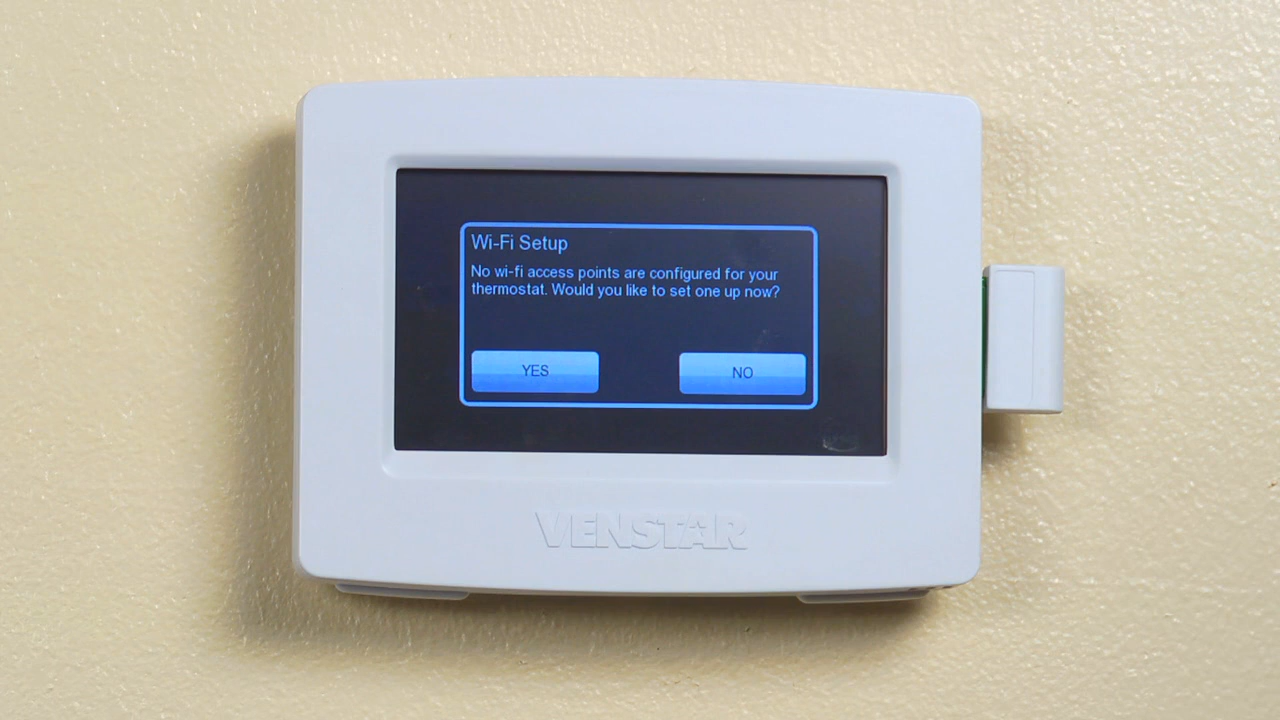 Wi-Fi Setup
No wi-fi access points are configured for your
thermostat. Would you like to set one up now?
YES NO
VENSTAR